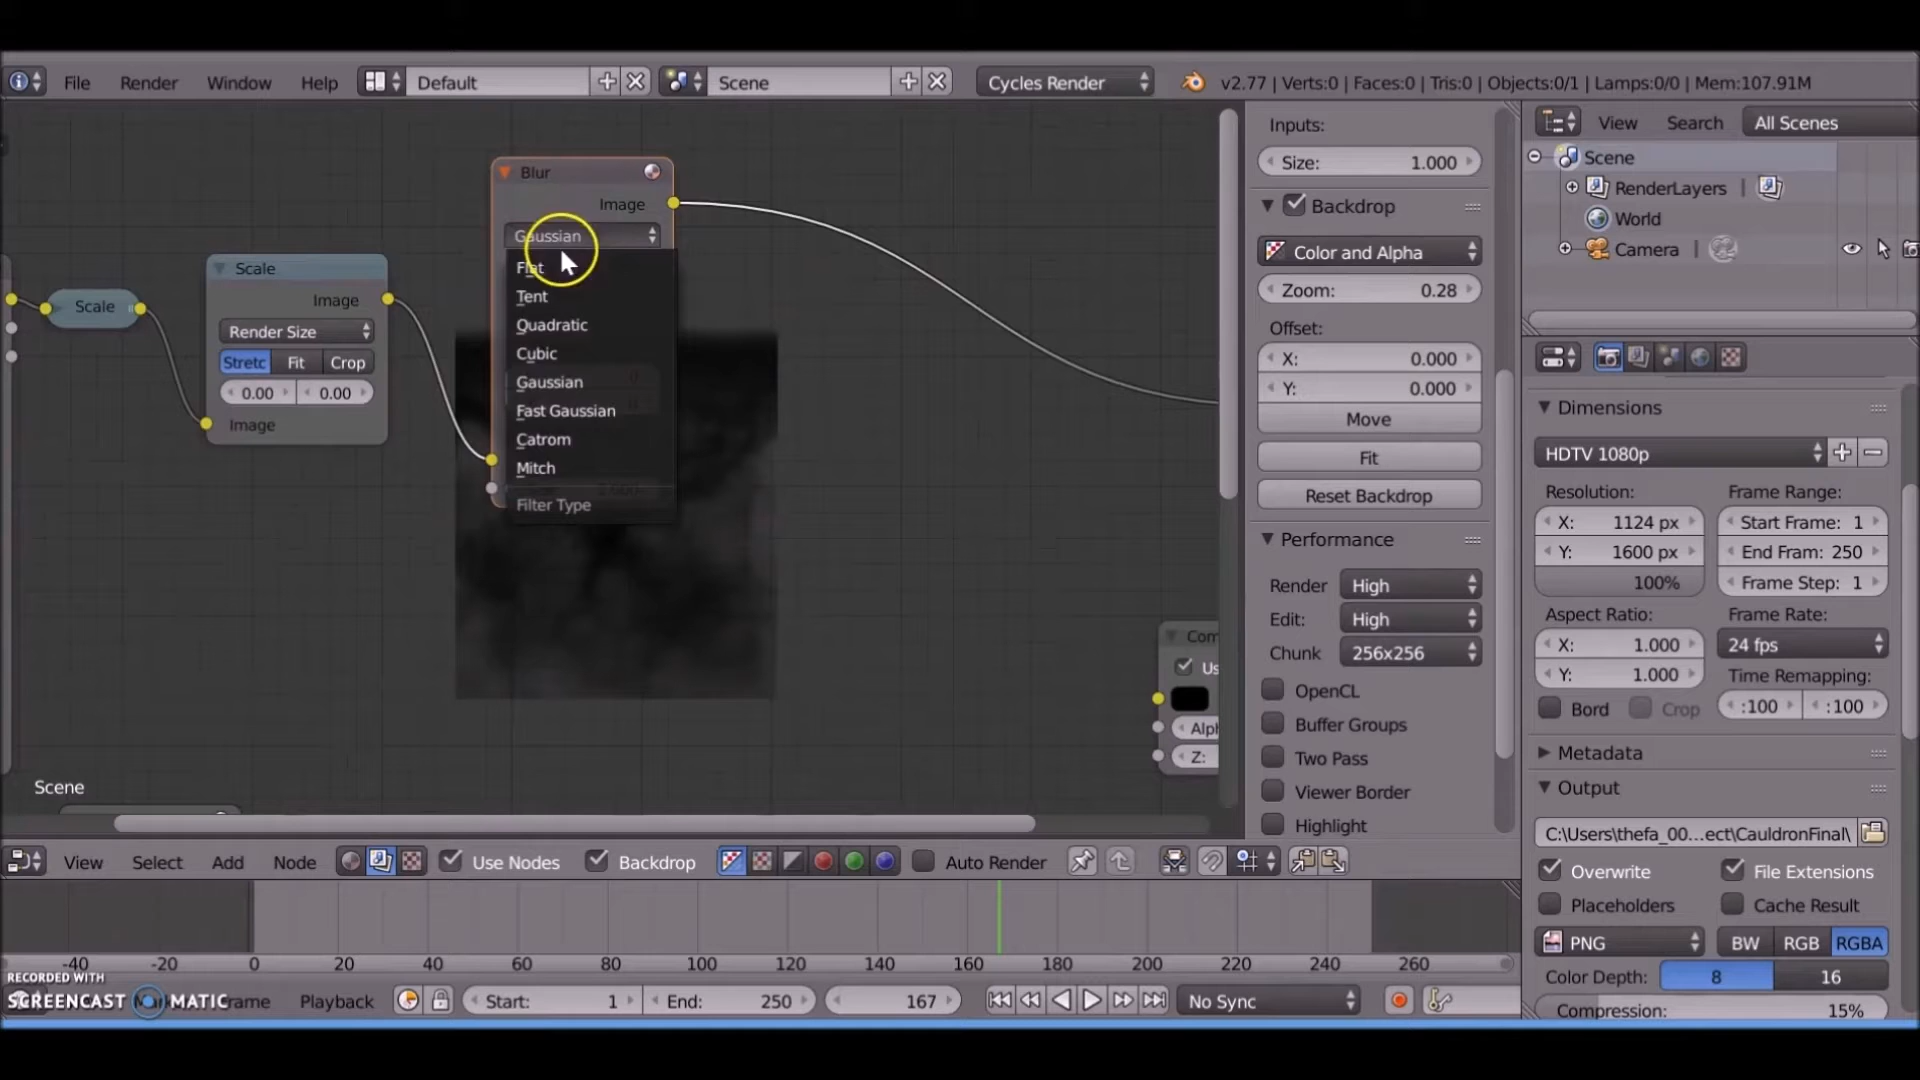 File Render Window Help Default Scene Cycles Render v2.77 | Verts:0 | Faces:0 | Tris:0 | Objects:0/1 | Lamps:0/0 | Mem:107.91M
Blur
Image
Gaussian
Flat
Tent
Quadratic
Cubic
Gaussian
Fast Gaussian
Catrom
Mitch
Filter Type
Scale
Scale
Image
Render Size
Stretc Fit Crop
0.00 0.00
Image
Com
Us
Alph
Z:
Scene
Inputs:
Size: 1.000
Backdrop
Color and Alpha
Zoom: 0.28
Offset:
X: 0.000
Y: 0.000
Move
Fit
Reset Backdrop
Performance
Render High
Edit: High
Chunk 256x256
OpenCL
Buffer Groups
Two Pass
Viewer Border
Highlight
View Search All Scenes
Scene
RenderLayers |
World
Camera |
Dimensions
HDTV 1080p
Resolution: Frame Range:
X: 1124 px Start Frame: 1
Y: 1600 px End Fram: 250
100% Frame Step: 1
Aspect Ratio: Frame Rate:
X: 1.000 24 fps
Y: 1.000 Time Remapping:
Bord Crop :100 :100
Metadata
Output
C:\Users\thefa_00...ect\CauldronFinal\
Overwrite File Extensions
Placeholders Cache Result
PNG BW RGB RGBA
Color Depth: 8 16
Compression: 15%
View Select Add Node Use Nodes Backdrop Auto Render
-40 -20 0 20 40 60 80 100 120 140 160 180 200 220 240 260
RECORDED WITH
SCREENCAST MATIC
Frame Playback Start: 1 End: 250 167 No Sync